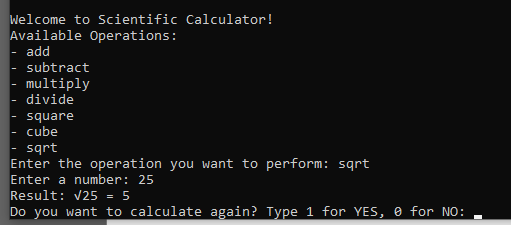 Welcome to Scientific Calculator!
Available Operations:
- add
- subtract
- multiply
- divide
- square
- cube
- sqrt
Enter the operation you want to perform: sqrt
Enter a number: 25
Result: √25 = 5
Do you want to calculate again? Type 1 for YES, 0 for NO: